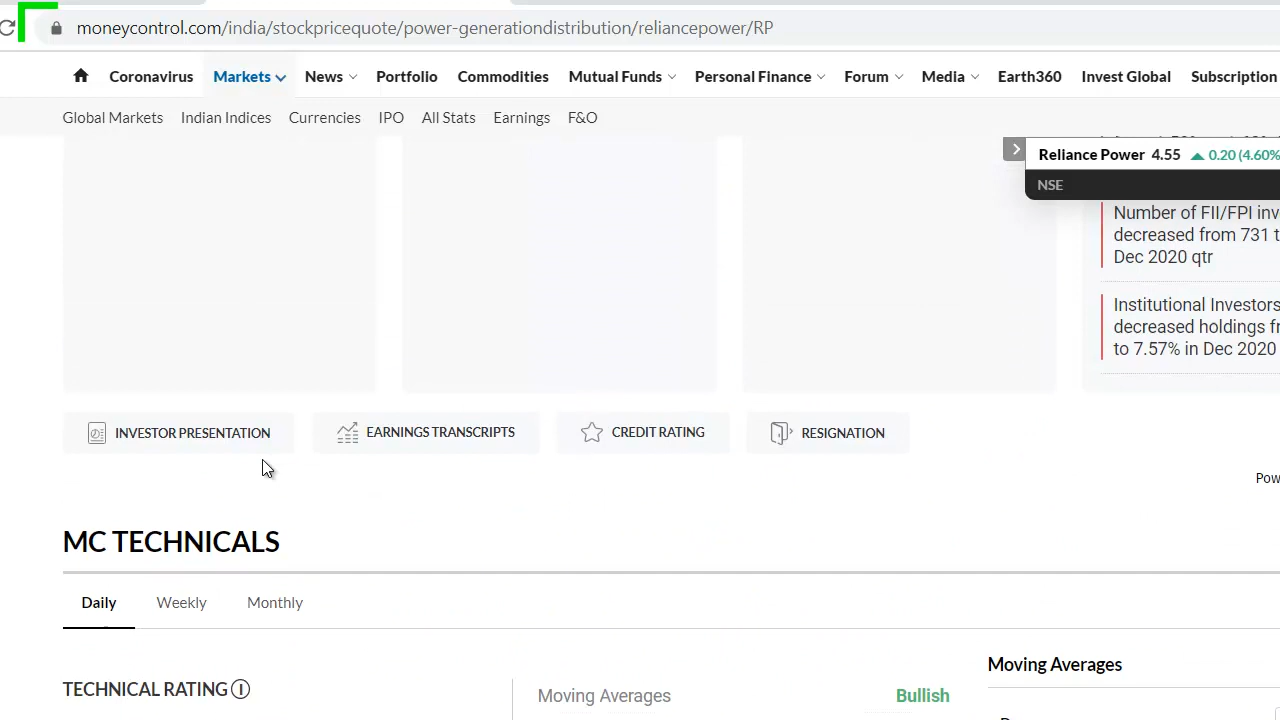 moneycontrol.com/india/stockpricequote/power-generationdistribution/reliancepower/RP
Coronavirus Markets News Portfolio Commodities Mutual Funds Personal Finance Forum Media Earth360 Invest Global Subscription
Global Markets Indian Indices Currencies IPO All Stats Earnings F&O
Reliance Power 4.55 0.20 (4.60%
NSE
Number of FII/FPI inv
decreased from 731 t
Dec 2020 qtr
Institutional Investors
decreased holdings fr
to 7.57% in Dec 2020
INVESTOR PRESENTATION EARNINGS TRANSCRIPTS CREDIT RATING RESIGNATION
Pow
MC TECHNICALS
Daily Weekly Monthly
Moving Averages
TECHNICAL RATING
Moving Averages Bullish